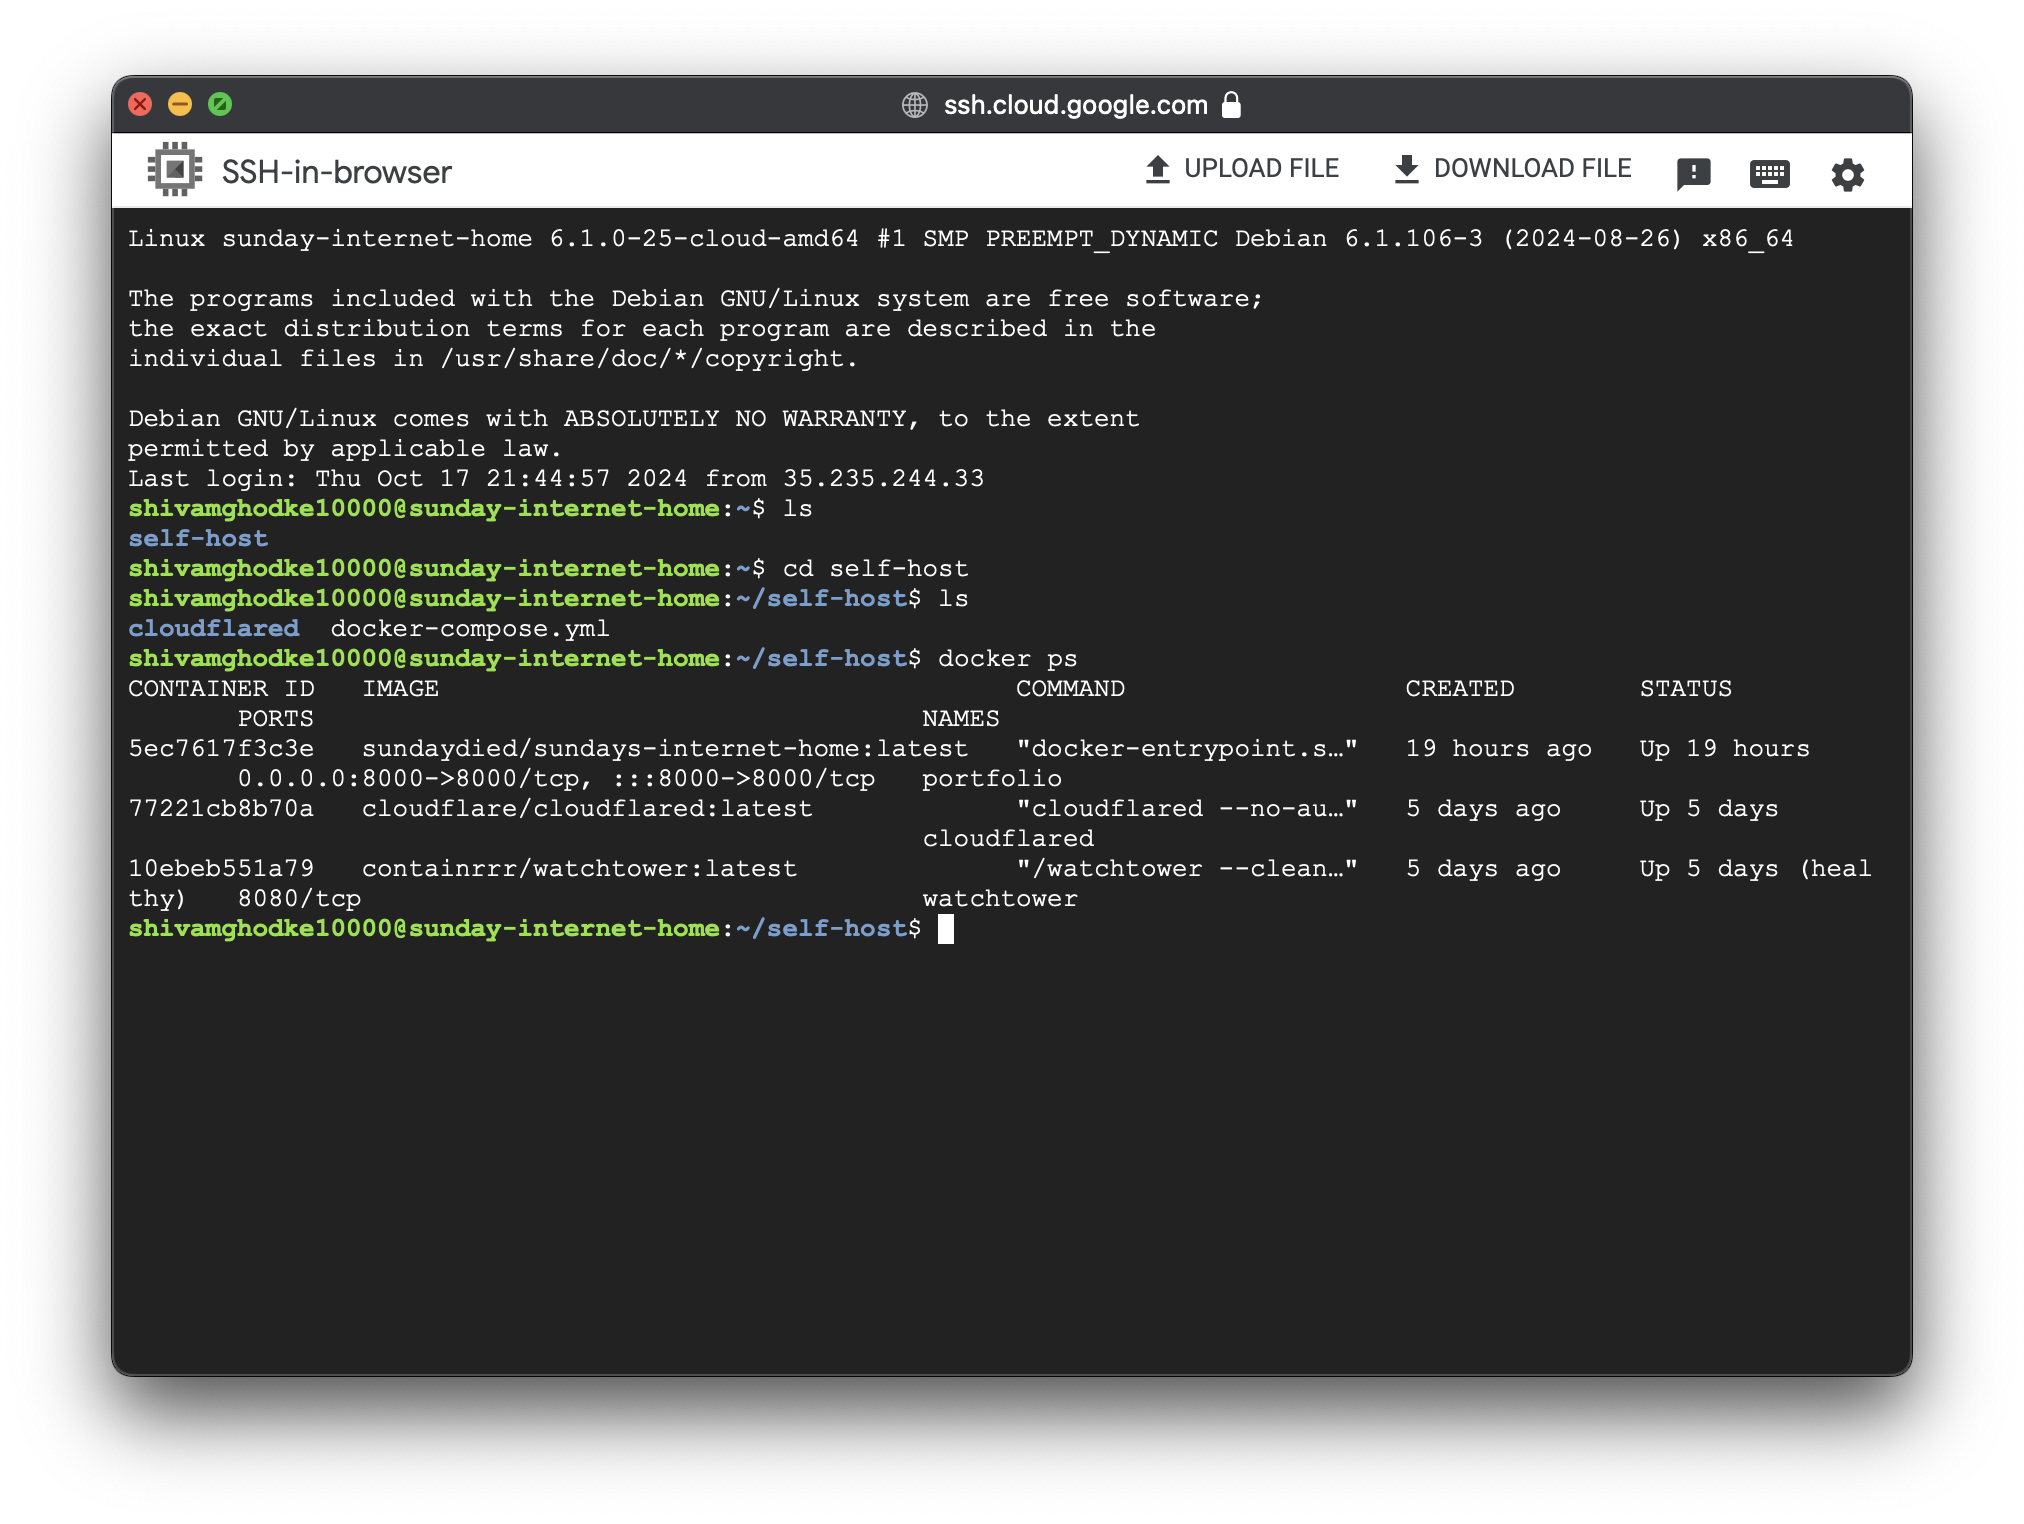 ssh.cloud.google.com
SSH-in-browser UPLOAD FILE DOWNLOAD FILE
Linux sunday-internet-home 6.1.0-25-cloud-amd64 #1 SMP PREEMPT_DYNAMIC Debian 6.1.106-3 (2024-08-26) x86_64
The programs included with the Debian GNU/Linux system are free software;
the exact distribution terms for each program are described in the
individual files in /usr/share/doc/*/copyright.
Debian GNU/Linux comes with ABSOLUTELY NO WARRANTY, to the extent
permitted by applicable law.
Last login: Thu Oct 17 21:44:57 2024 from 35.235.244.33
shivamghodke10000@sunday-internet-home:~$ ls
self-host
shivamghodke10000@sunday-internet-home:~$ cd self-host
shivamghodke10000@sunday-internet-home:~/self-host$ ls
cloudflared  docker-compose.yml
shivamghodke10000@sunday-internet-home:~/self-host$ docker ps
CONTAINER ID   IMAGE                                     COMMAND                  CREATED        STATUS
       PORTS                                       NAMES
5ec7617f3c3e   sundaydied/sundays-internet-home:latest   "docker-entrypoint.s…"   19 hours ago   Up 19 hours
       0.0.0.0:8000->8000/tcp, :::8000->8000/tcp   portfolio
77221cb8b70a   cloudflare/cloudflared:latest             "cloudflared --no-au…"   5 days ago     Up 5 days
                                                   cloudflared
10ebeb551a79   containrrr/watchtower:latest              "/watchtower --clean…"   5 days ago     Up 5 days (heal
thy)   8080/tcp                                    watchtower
shivamghodke10000@sunday-internet-home:~/self-host$